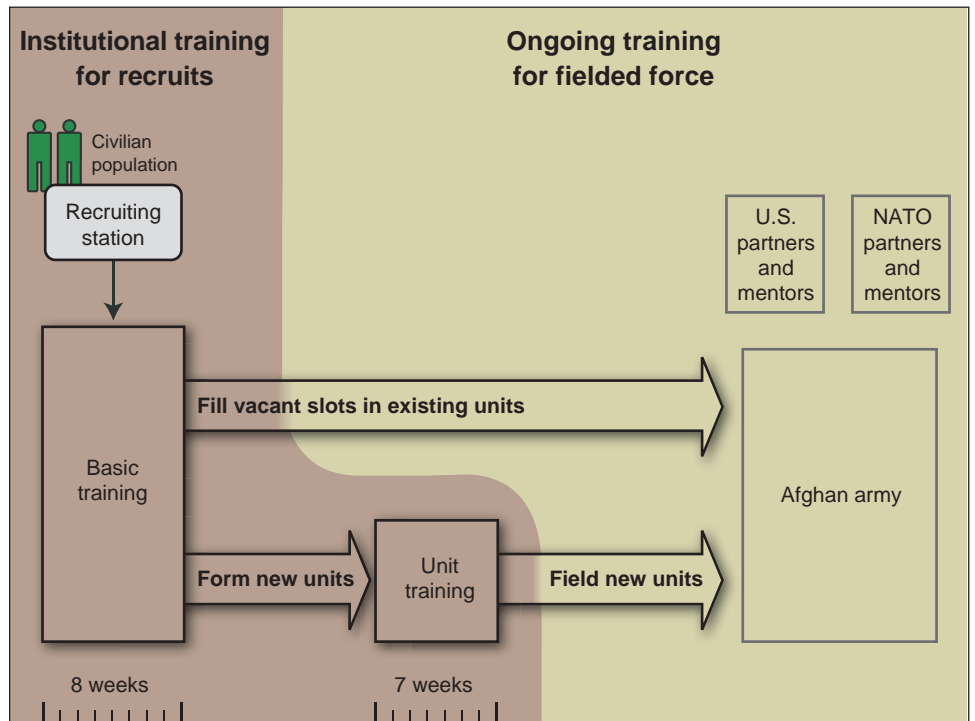 Institutional training
for recruits
Ongoing training
for fielded force
Civilian
population
Recruiting
station
U.S.
partners
and
mentors
NATO
partners
and
mentors
Fill vacant slots in existing units
Basic
training
Afghan army
Form new units
Unit
training
Field new units
8 weeks
7 weeks